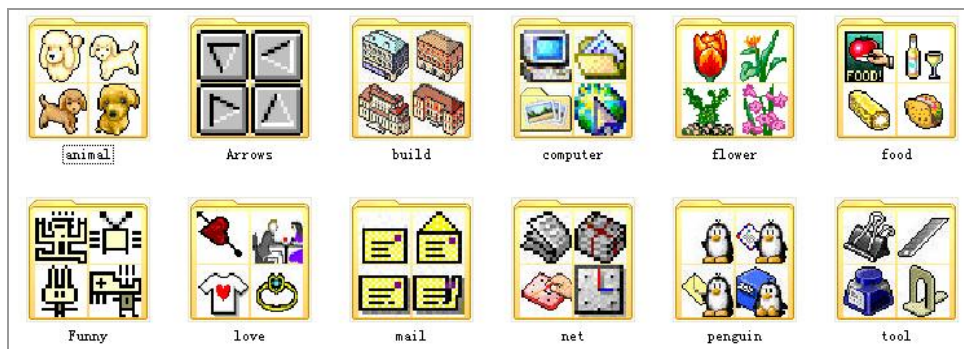 FOOD!
animal
Arrows
build
computer
flower
food
Funny
love
mail
net
penguin
tool